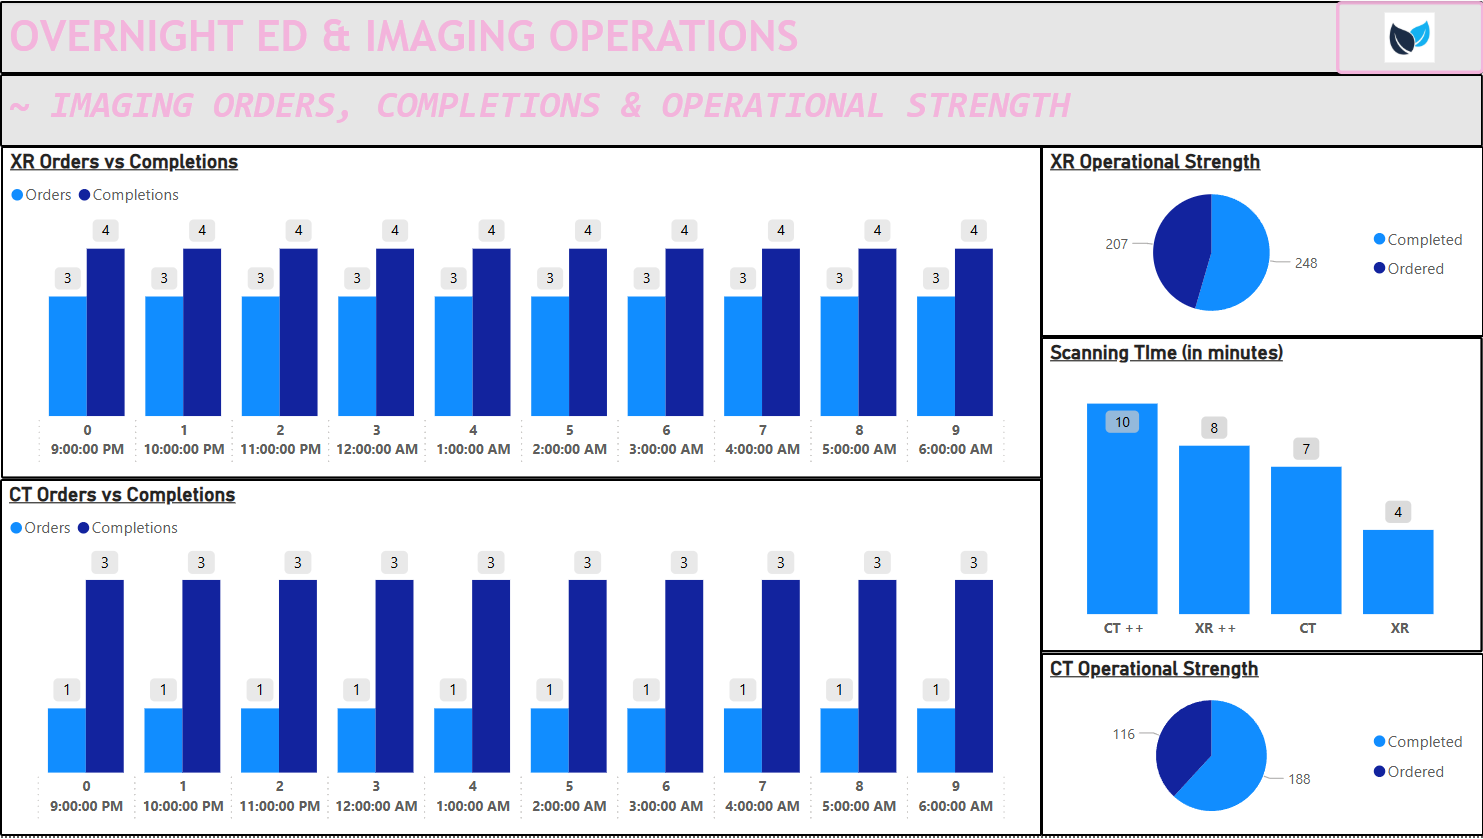 OVERNIGHT ED & IMAGING OPERATIONS
~ IMAGING ORDERS, COMPLETIONS & OPERATIONAL STRENGTH
XR Orders vs Completions
Orders Completions
4 4 4 4 4 4 4 4 4 4
3 3 3 3 3 3 3 3 3 3
0 1 2 3 4 5 6 7 8 9
9:00:00 PM 10:00:00 PM 11:00:00 PM 12:00:00 AM 1:00:00 AM 2:00:00 AM 3:00:00 AM 4:00:00 AM 5:00:00 AM 6:00:00 AM
XR Operational Strength
207
248
Completed
Ordered
Scanning TIme (in minutes)
10 8 7 4
CT ++ XR ++ CT XR
CT Orders vs Completions
Orders Completions
3 3 3 3 3 3 3 3 3 3
1 1 1 1 1 1 1 1 1 1
0 1 2 3 4 5 6 7 8 9
9:00:00 PM 10:00:00 PM 11:00:00 PM 12:00:00 AM 1:00:00 AM 2:00:00 AM 3:00:00 AM 4:00:00 AM 5:00:00 AM 6:00:00 AM
CT Operational Strength
116
188
Completed
Ordered